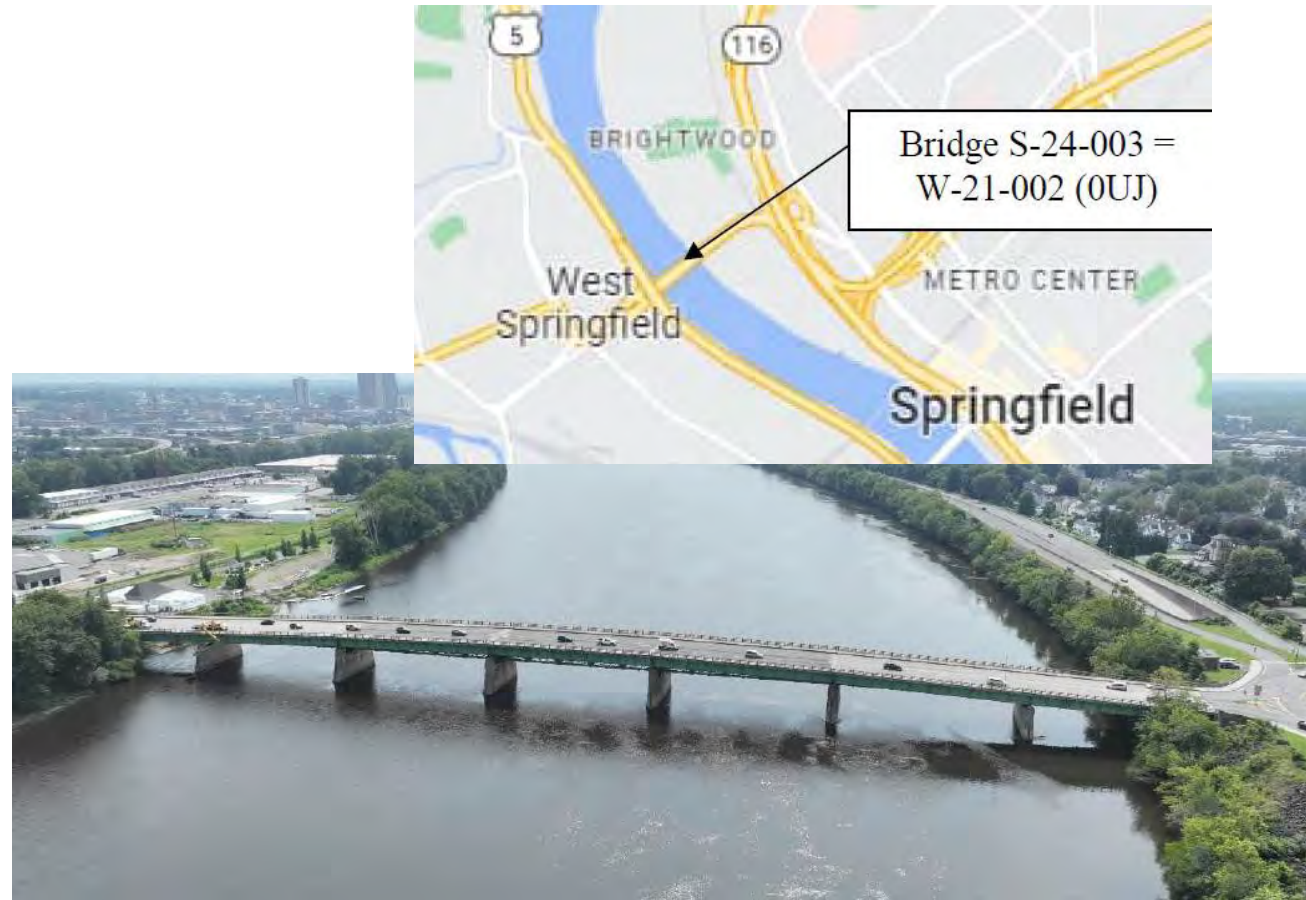 5
116
BRIGHTWOOD
Bridge S-24-003 =
W-21-002 (0UJ)
West
Springfield
METRO CENTER
Springfield